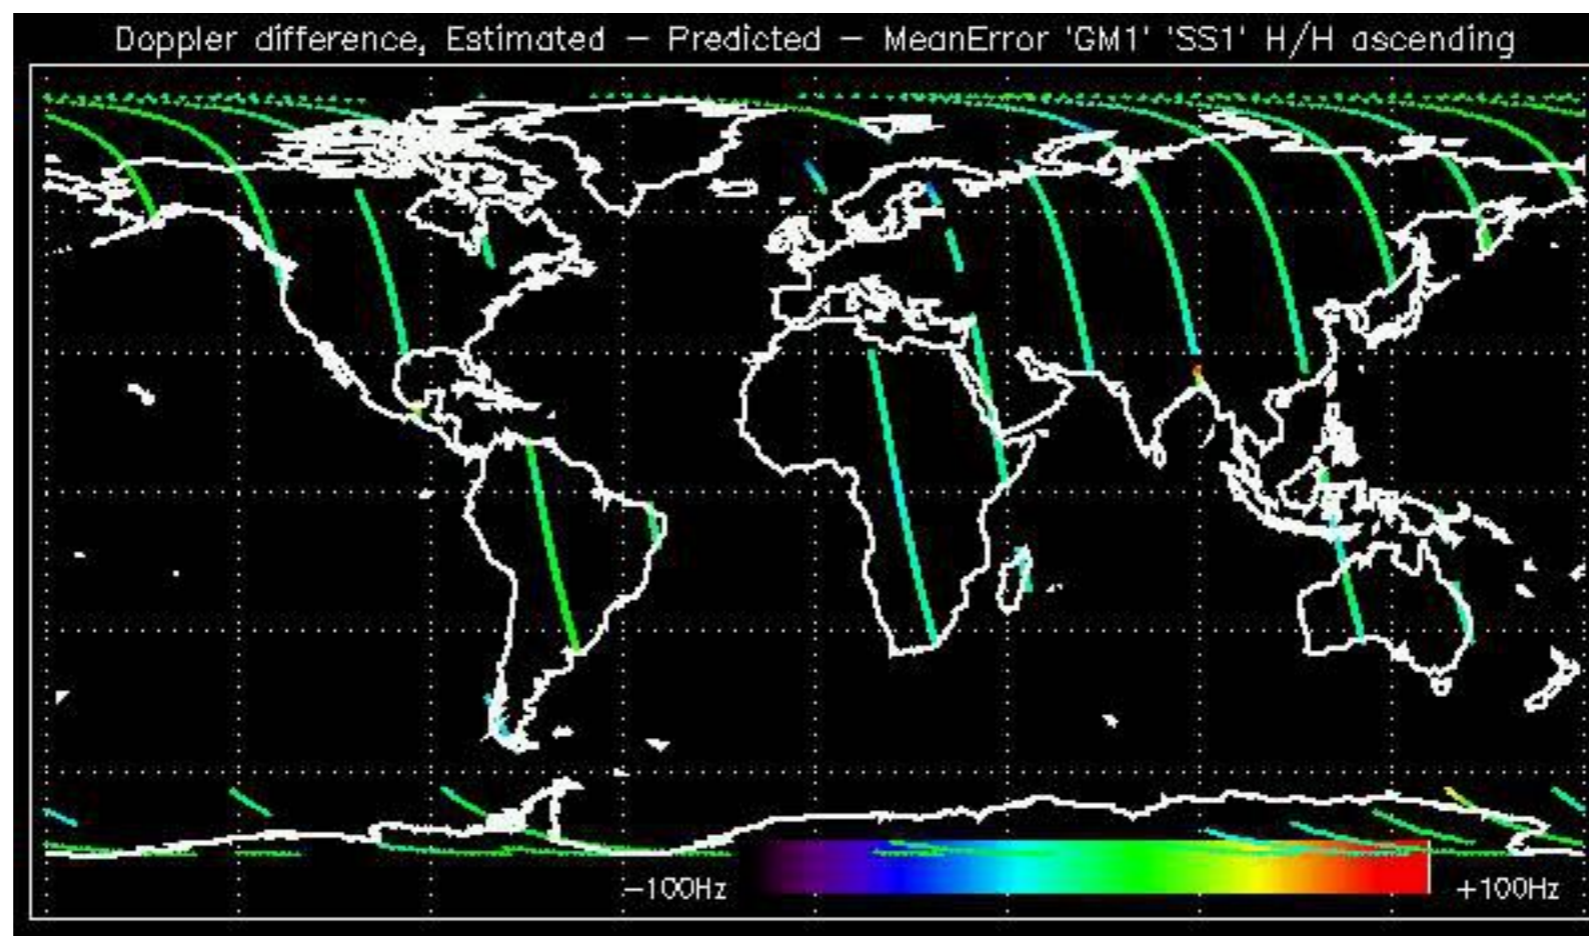 Doppler difference, Estimated — Predicted — MeanError 'GM1' 'SS1' H/H ascending
−100Hz
+100Hz